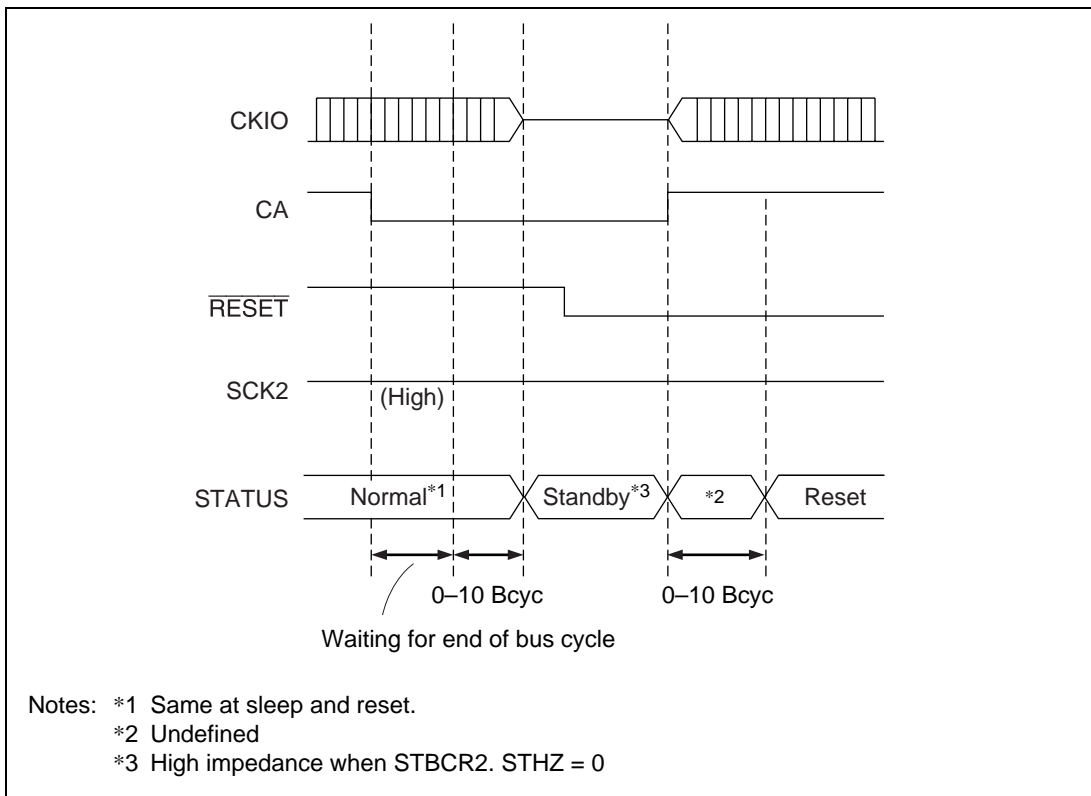 CKIO
CA
RESET
SCK2
(High)
STATUS
Normal*1
Standby*3
*2
Reset
0–10 Bcyc
0–10 Bcyc
Waiting for end of bus cycle
Notes: *1 Same at sleep and reset.
*2 Undefined
*3 High impedance when STBCR2. STHZ = 0